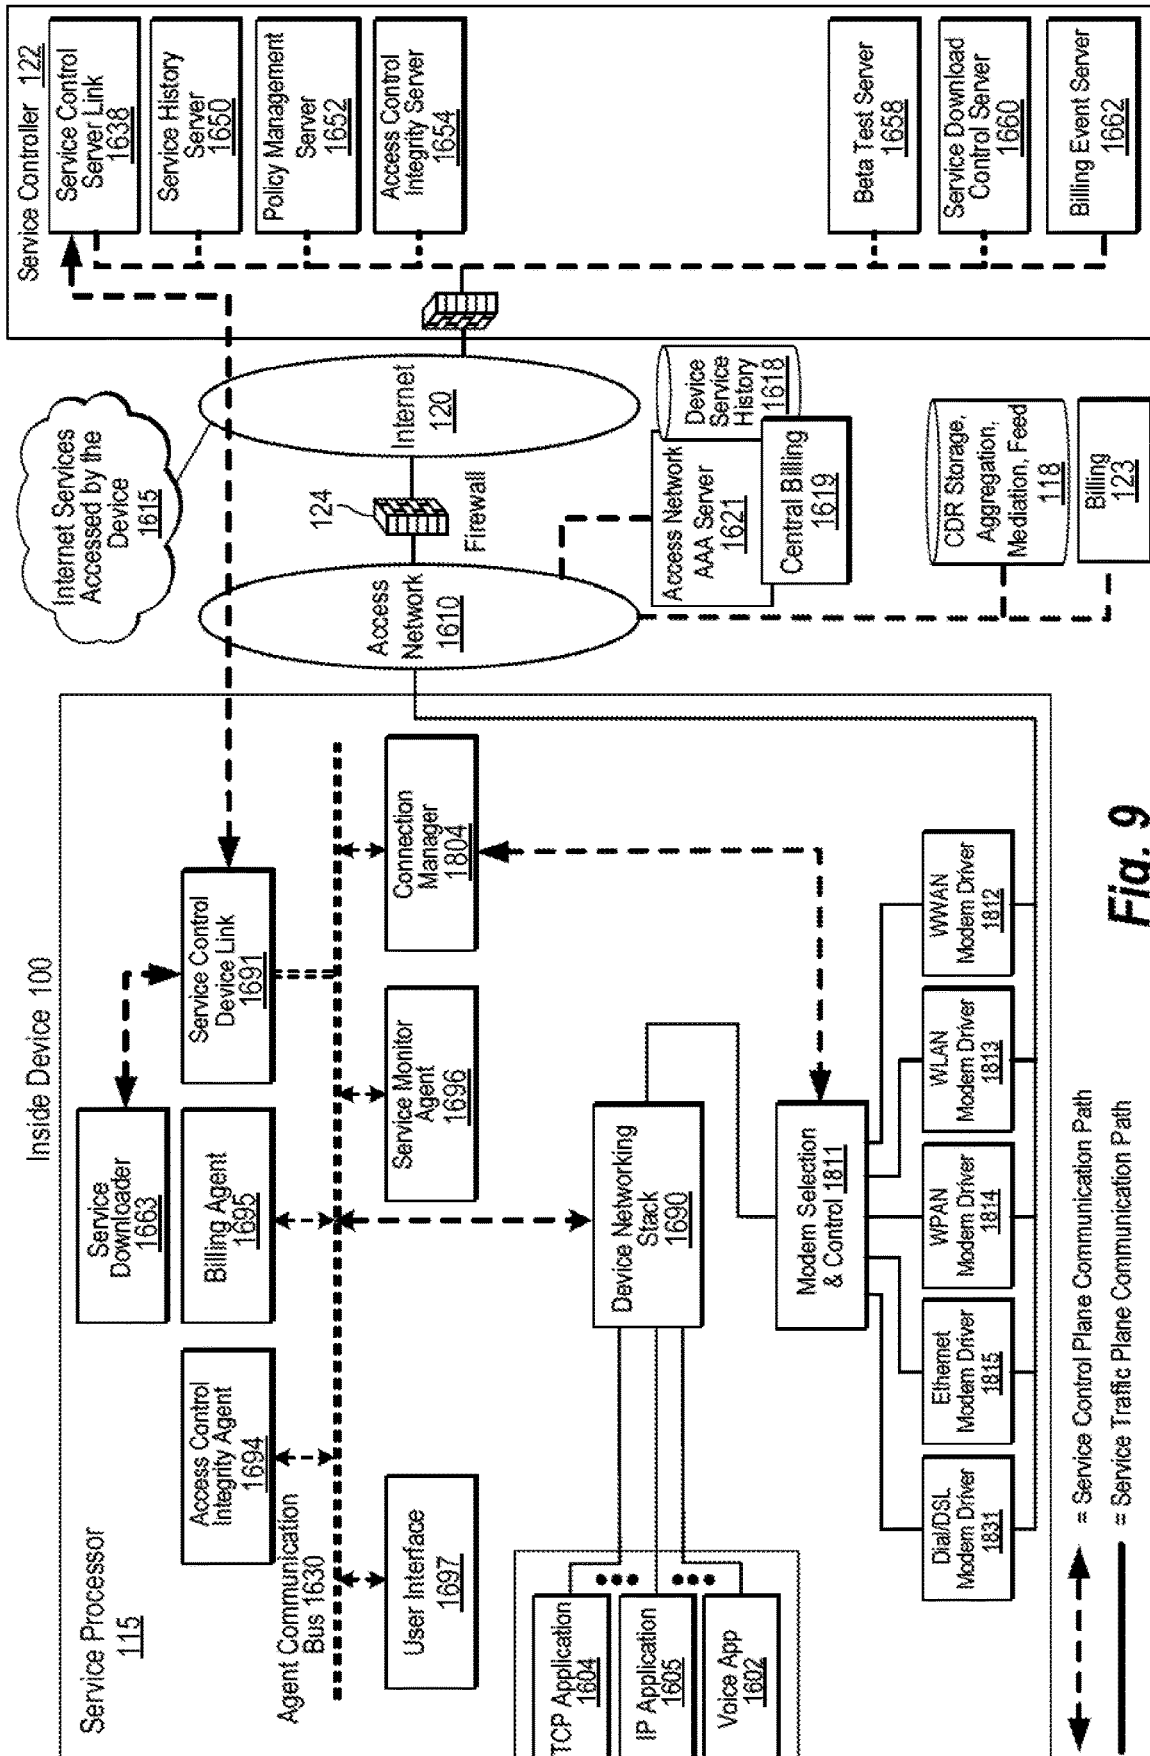 Inside Device 100
Service Processor
115
Service
Downloader
1663
Access Control
Integrity Agent
1694
Billing Agent
1695
Service Control
Device Link
1691
Agent Communication
Bus 1630
User Interface
1697
Service Monitor
Agent
1696
Connection
Manager
1804
TCP Application
1604
IP Application
1605
Voice App
1602
Device Networking
Stack
1690
Modem Selection
& Control 1811
Dial/DSL
Modem Driver
1831
Ethernet
Modem Driver
1815
WPAN
Modem Driver
1814
WLAN
Modem Driver
1813
WWAN
Modem Driver
1812
Internet Services
Accessed by the
Device
1615
Access
Network
1610
124
Firewall
Internet
120
Access Network
AAA Server
1621
Device
Service
History
1618
Central Billing
1619
CDR Storage,
Aggregation,
Mediation, Feed
118
Billing
123
Service Controller 122
Service Control
Server Link
1638
Service History
Server
1650
Policy Management
Server
1652
Access Control
Integrity Server
1654
Beta Test Server
1658
Service Download
Control Server
1660
Billing Event Server
1662
= Service Control Plane Communication Path
= Service Traffic Plane Communication Path
Fig. 9